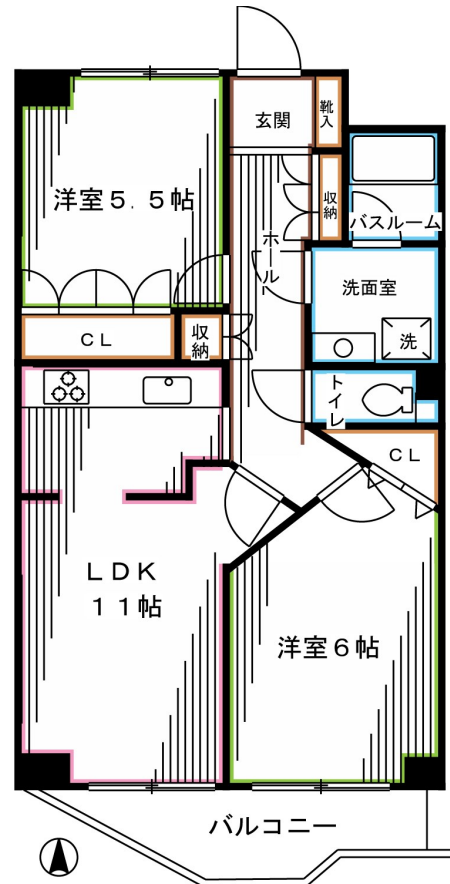 玄関
靴入
洋室5.5帖
収納
バスルーム
ホール
洗面室
CL
収納
洗
トイレ
CL
LDK
11帖
洋室6帖
バルコニー